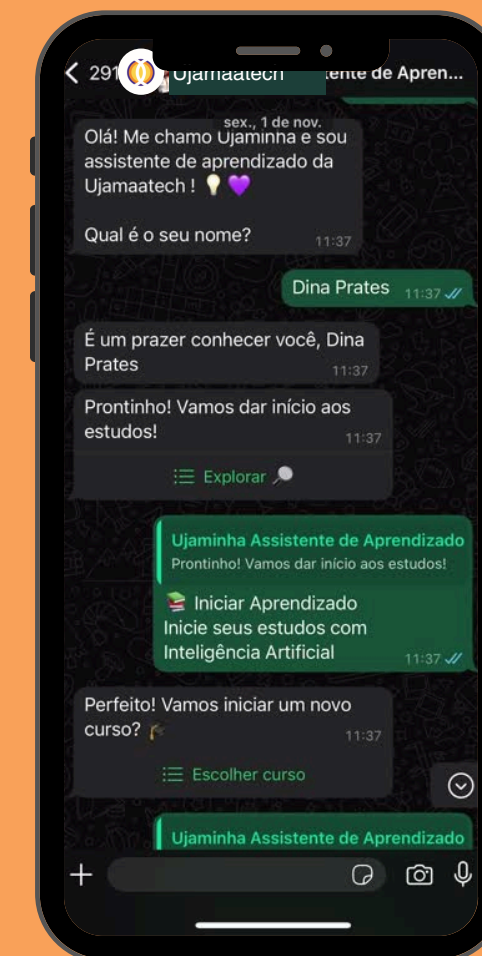 291
Ujamaatech
tente de Apren...
sex., 1 de nov.
Olá! Me chamo Ujaminha e sou
assistente de aprendizado da
Ujamaatech ! 💡 💜
Qual é o seu nome?
11:37
Dina Prates 11:37
É um prazer conhecer você, Dina
Prates
11:37
Prontinho! Vamos dar início aos
estudos!
11:37
Explorar 🔎
Ujaminha Assistente de Aprendizado
Prontinho! Vamos dar início aos estudos!
📚 Iniciar Aprendizado
Inicie seus estudos com
Inteligência Artificial
11:37
Perfeito! Vamos iniciar um novo
curso? 🎓
11:37
Escolher curso
Ujaminha Assistente de Aprendizado